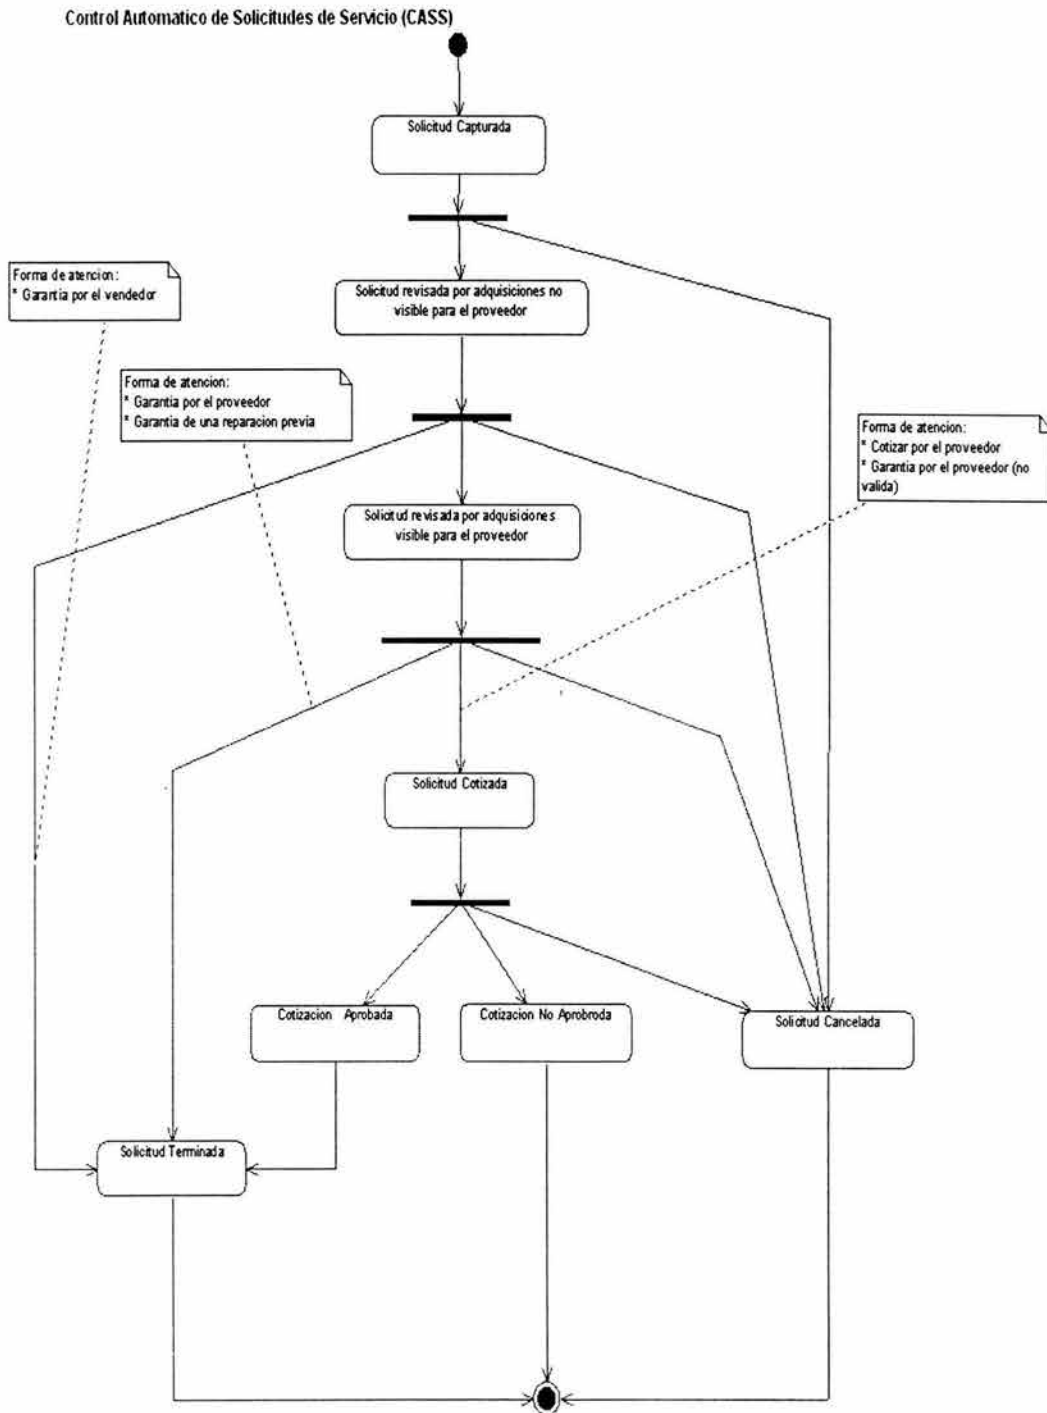 Control Automatico de Solicitudes de Servicio (CASS)
Solicitud Capturada
Forma de atencion:
* Garantia por el vendedor
Solicitud revisada por adquisiciones no
visible para el proveedor
Forma de atencion:
* Garantia por el proveedor
* Garantia de una reparacion previa
Forma de atencion:
* Cotizar por el proveedor
* Garantia por el proveedor (no
valida)
Solicitud revisada por adquisiciones
visible para el proveedor
Solicitud Cotizada
Cotizacion Aprobada
Cotizacion No Aprobroda
Solicitud Cancelada
Solicitud Terminada